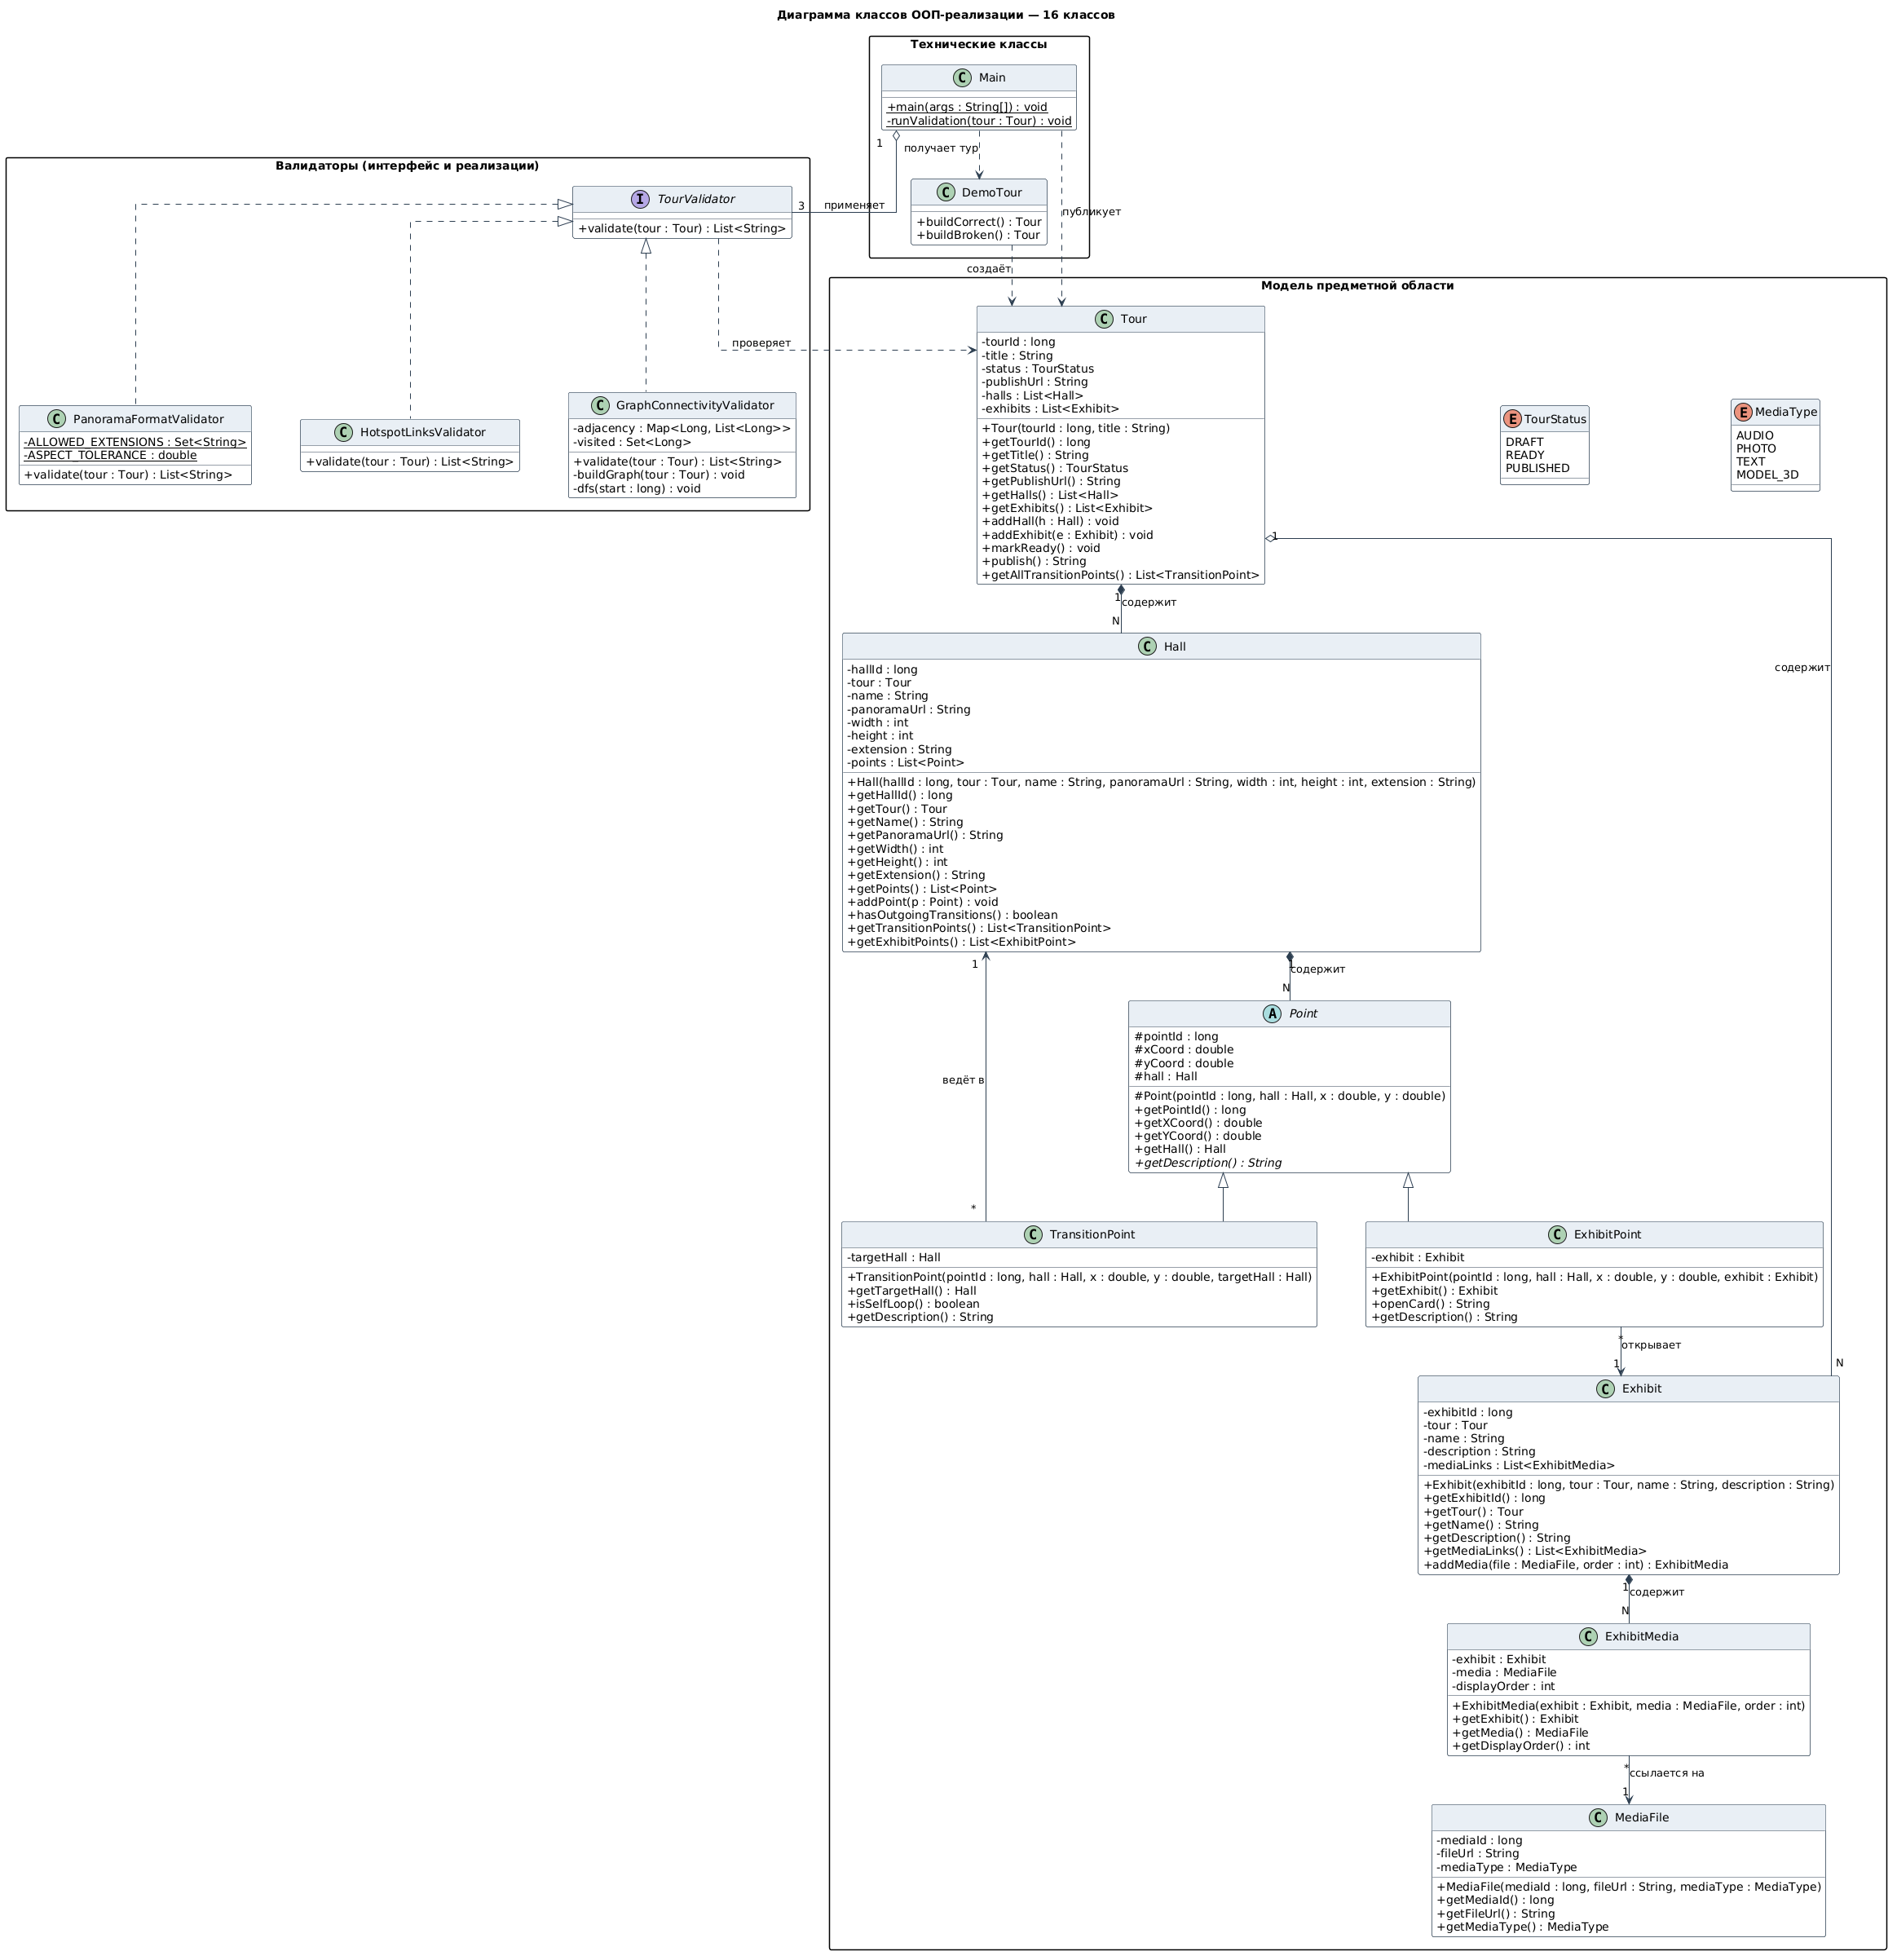 Диаграмма классов ООП-реализации — 16 классов
Технические классы
C Main
+main(args : String[]) : void
-runValidation(tour : Tour) : void
1
получает тур
публикует
C DemoTour
+buildCorrect() : Tour
+buildBroken() : Tour
создаёт
Валидаторы (интерфейс и реализации)
I TourValidator
+validate(tour : Tour) : List<String>
3
применяет
проверяет
C PanoramaFormatValidator
-ALLOWED_EXTENSIONS : Set<String>
-ASPECT_TOLERANCE : double
+validate(tour : Tour) : List<String>
C HotspotLinksValidator
+validate(tour : Tour) : List<String>
C GraphConnectivityValidator
-adjacency : Map<Long, List<Long>>
-visited : Set<Long>
+validate(tour : Tour) : List<String>
-buildGraph(tour : Tour) : void
-dfs(start : long) : void
Модель предметной области
C Tour
-tourId : long
-title : String
-status : TourStatus
-publishUrl : String
-halls : List<Hall>
-exhibits : List<Exhibit>
+Tour(tourId : long, title : String)
+getTourId() : long
+getTitle() : String
+getStatus() : TourStatus
+getPublishUrl() : String
+getHalls() : List<Hall>
+getExhibits() : List<Exhibit>
+addHall(h : Hall) : void
+addExhibit(e : Exhibit) : void
+markReady() : void
+publish() : String
+getAllTransitionPoints() : List<TransitionPoint>
E TourStatus
DRAFT
READY
PUBLISHED
E MediaType
AUDIO
PHOTO
TEXT
MODEL_3D
1
содержит
1
содержит
N
C Hall
-hallId : long
-tour : Tour
-name : String
-panoramaUrl : String
-width : int
-height : int
-extension : String
-points : List<Point>
+Hall(hallId : long, tour : Tour, name : String, panoramaUrl : String, width : int, height : int, extension : String)
+getHallId() : long
+getTour() : Tour
+getName() : String
+getPanoramaUrl() : String
+getWidth() : int
+getHeight() : int
+getExtension() : String
+getPoints() : List<Point>
+addPoint(p : Point) : void
+hasOutgoingTransitions() : boolean
+getTransitionPoints() : List<TransitionPoint>
+getExhibitPoints() : List<ExhibitPoint>
1
1
содержит
N
ведёт в
*
A Point
#pointId : long
#xCoord : double
#yCoord : double
#hall : Hall
#Point(pointId : long, hall : Hall, x : double, y : double)
+getPointId() : long
+getXCoord() : double
+getYCoord() : double
+getHall() : Hall
+getDescription() : String
C TransitionPoint
-targetHall : Hall
+TransitionPoint(pointId : long, hall : Hall, x : double, y : double, targetHall : Hall)
+getTargetHall() : Hall
+isSelfLoop() : boolean
+getDescription() : String
C ExhibitPoint
-exhibit : Exhibit
+ExhibitPoint(pointId : long, hall : Hall, x : double, y : double, exhibit : Exhibit)
+getExhibit() : Exhibit
+openCard() : String
+getDescription() : String
*
открывает
1
N
C Exhibit
-exhibitId : long
-tour : Tour
-name : String
-description : String
-mediaLinks : List<ExhibitMedia>
+Exhibit(exhibitId : long, tour : Tour, name : String, description : String)
+getExhibitId() : long
+getTour() : Tour
+getName() : String
+getDescription() : String
+getMediaLinks() : List<ExhibitMedia>
+addMedia(file : MediaFile, order : int) : ExhibitMedia
1
содержит
N
C ExhibitMedia
-exhibit : Exhibit
-media : MediaFile
-displayOrder : int
+ExhibitMedia(exhibit : Exhibit, media : MediaFile, order : int)
+getExhibit() : Exhibit
+getMedia() : MediaFile
+getDisplayOrder() : int
*
ссылается на
1
C MediaFile
-mediaId : long
-fileUrl : String
-mediaType : MediaType
+MediaFile(mediaId : long, fileUrl : String, mediaType : MediaType)
+getMediaId() : long
+getFileUrl() : String
+getMediaType() : MediaType